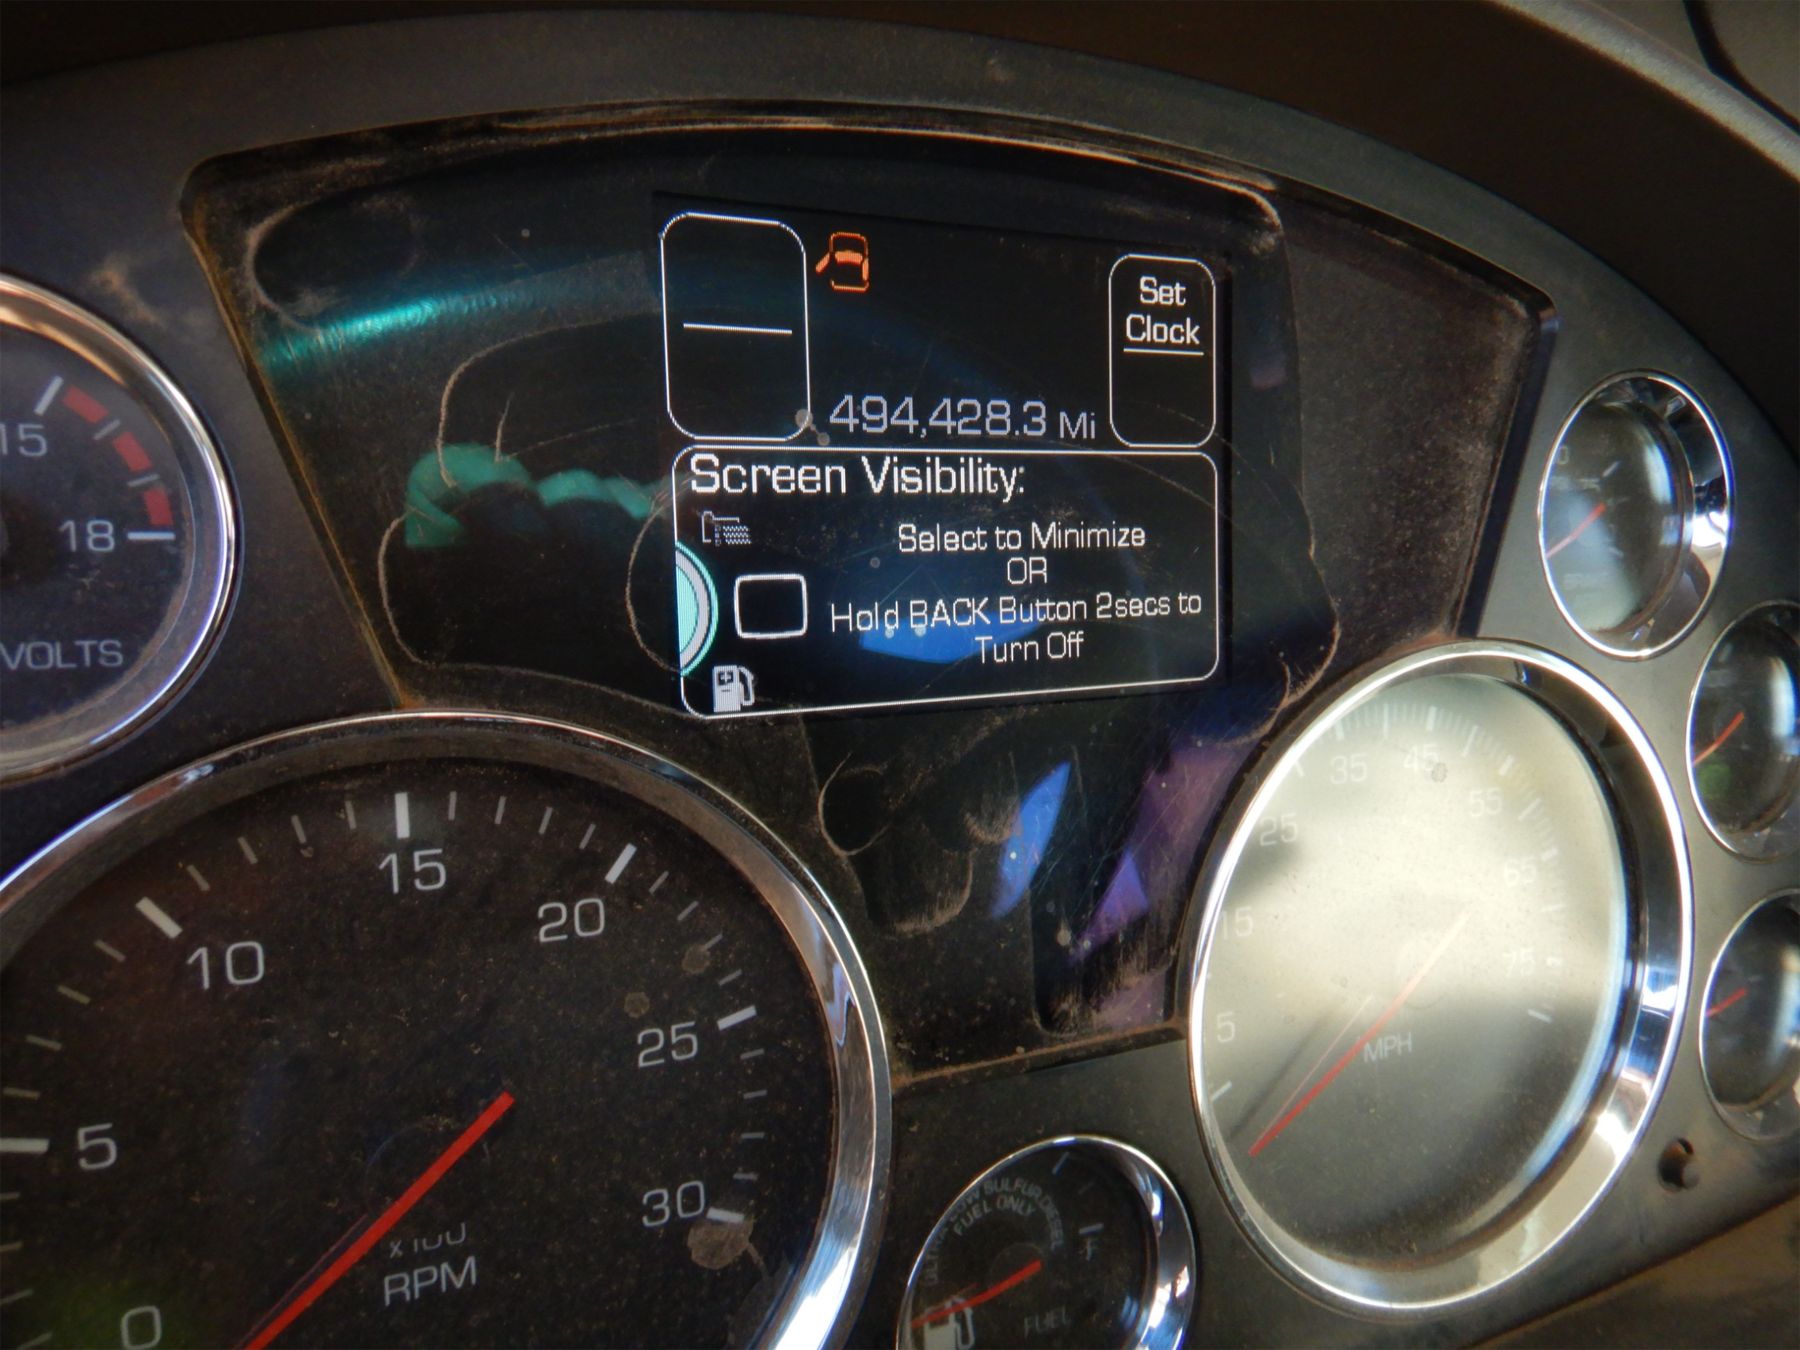 Set
Clock
494,428.3 Mi
Screen Visibility:
Select to Minimize
OR
Hold BACK Button 2secs to
Turn Off
15
18
VOLTS
0
5
10
15
20
25
30
x100
RPM
5
15
25
35
45
55
65
75
MPH
SULFUR DIESEL
FUEL ONLY
F
FUEL